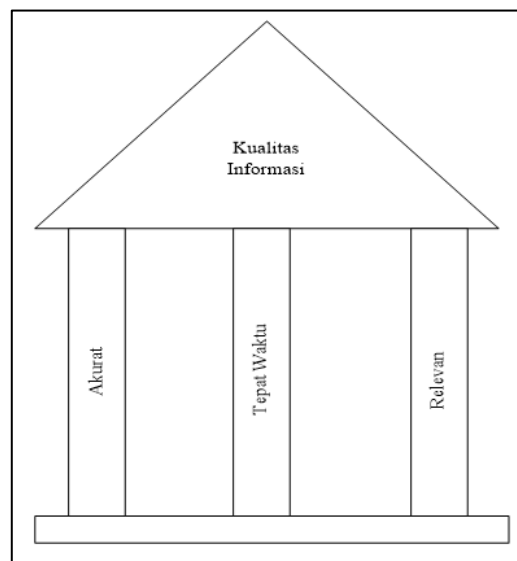 Kualitas
Informasi
Akurat
Tepat Waktu
Relevan